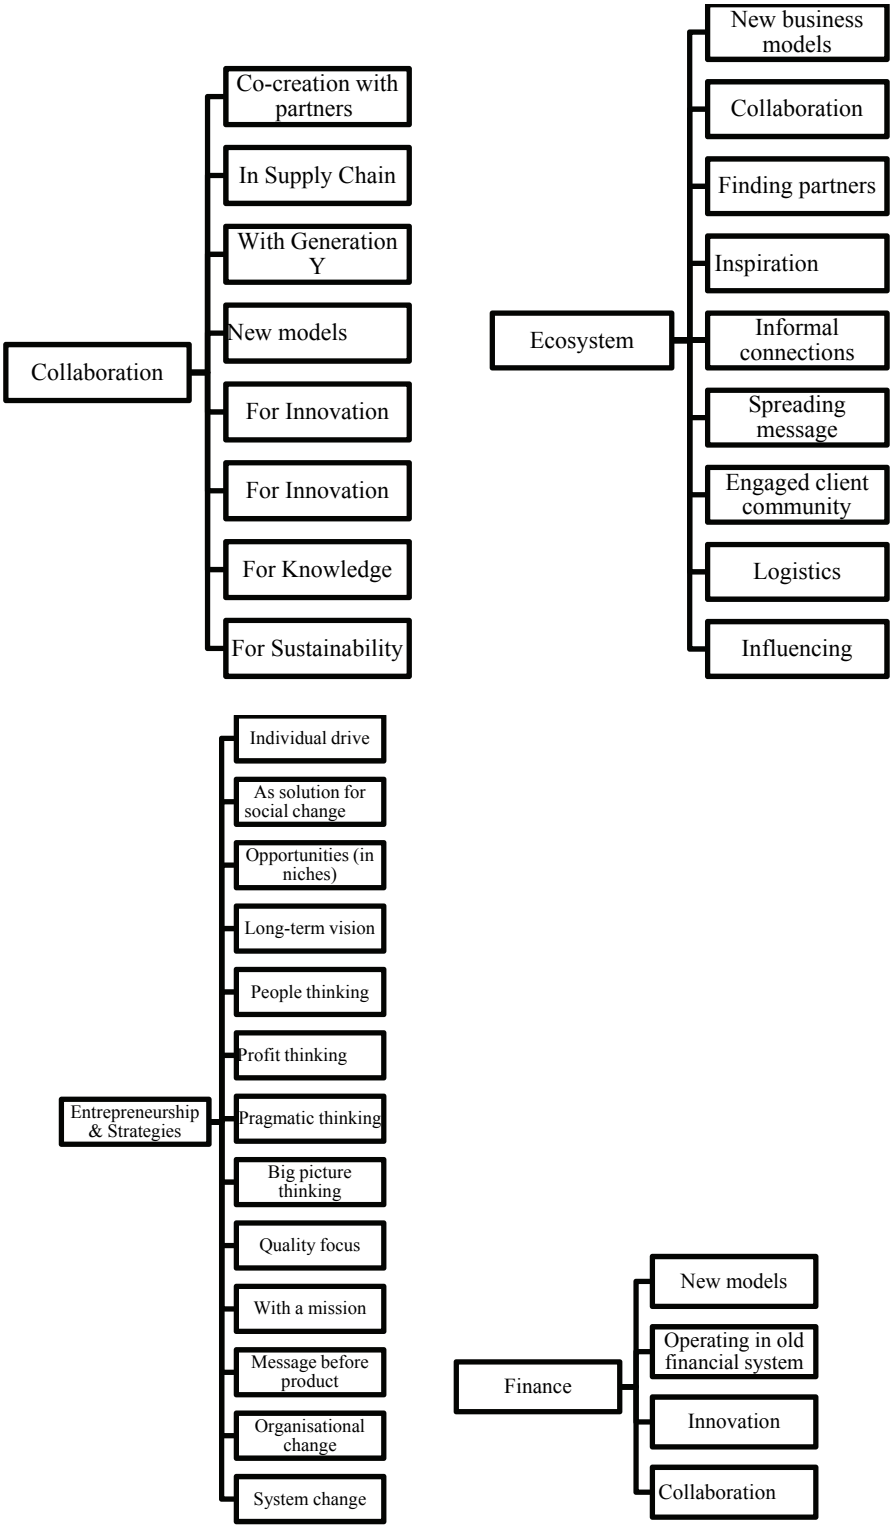 Collaboration
Co-creation with
partners
In Supply Chain
With Generation
Y
New models
For Innovation
For Innovation
For Knowledge
For Sustainability
Ecosystem
New business
models
Collaboration
Finding partners
Inspiration
Informal
connections
Spreading
message
Engaged client
community
Logistics
Influencing
Entrepreneurship
& Strategies
Individual drive
As solution for
social change
Opportunities (in
niches)
Long-term vision
People thinking
Profit thinking
Pragmatic thinking
Big picture
thinking
Quality focus
With a mission
Message before
product
Organisational
change
System change
Finance
New models
Operating in old
financial system
Innovation
Collaboration